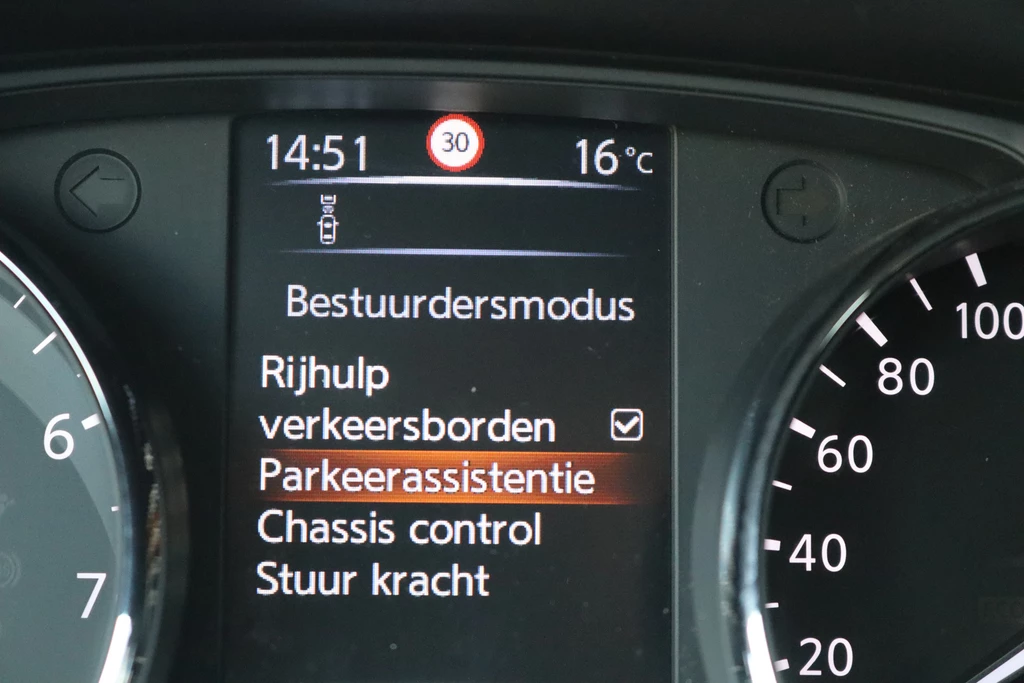 14:51 30 16°C
Bestuurdersmodus
Rijhulp
verkeersborden
Parkeerassistentie
Chassis control
Stuur kracht
6
7
100
80
60
40
20